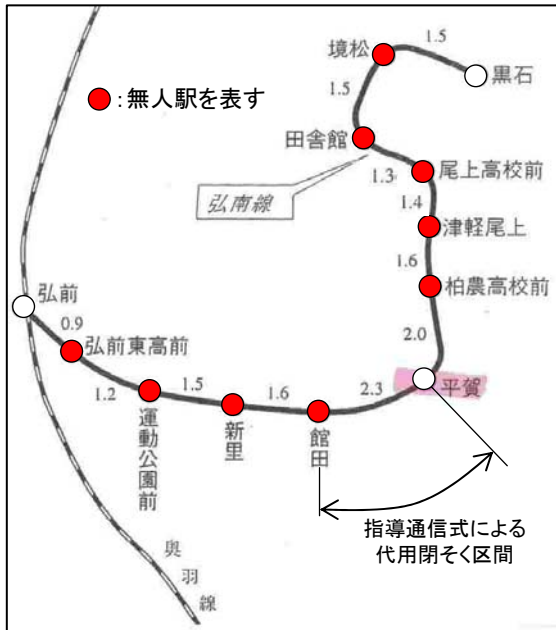 境松
1.5
黒石
●:無人駅を表す
1.5
田舎館
1.3
尾上高校前
弘南線
1.4
津軽尾上
1.6
柏農高校前
弘前
2.0
0.9
弘前東高前
平賀
1.2
1.5
1.6
2.3
運動公園前
新里
館田
指導通信式による
代用閉そく区間
奥羽線